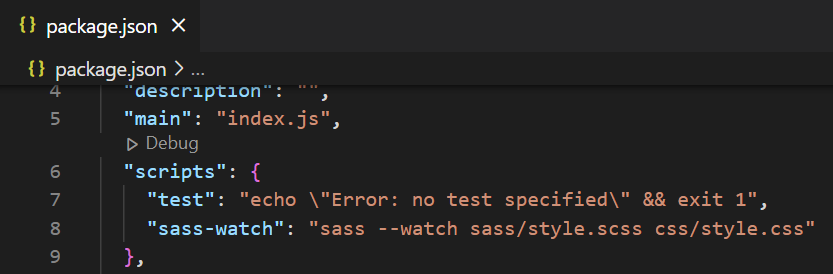 {} package.json ×
{} package.json > ...
4 "description": "",
5 "main": "index.js",
Debug
6 "scripts": {
7 "test": "echo \"Error: no test specified\" && exit 1",
8 "sass-watch": "sass --watch sass/style.scss css/style.css"
9 },